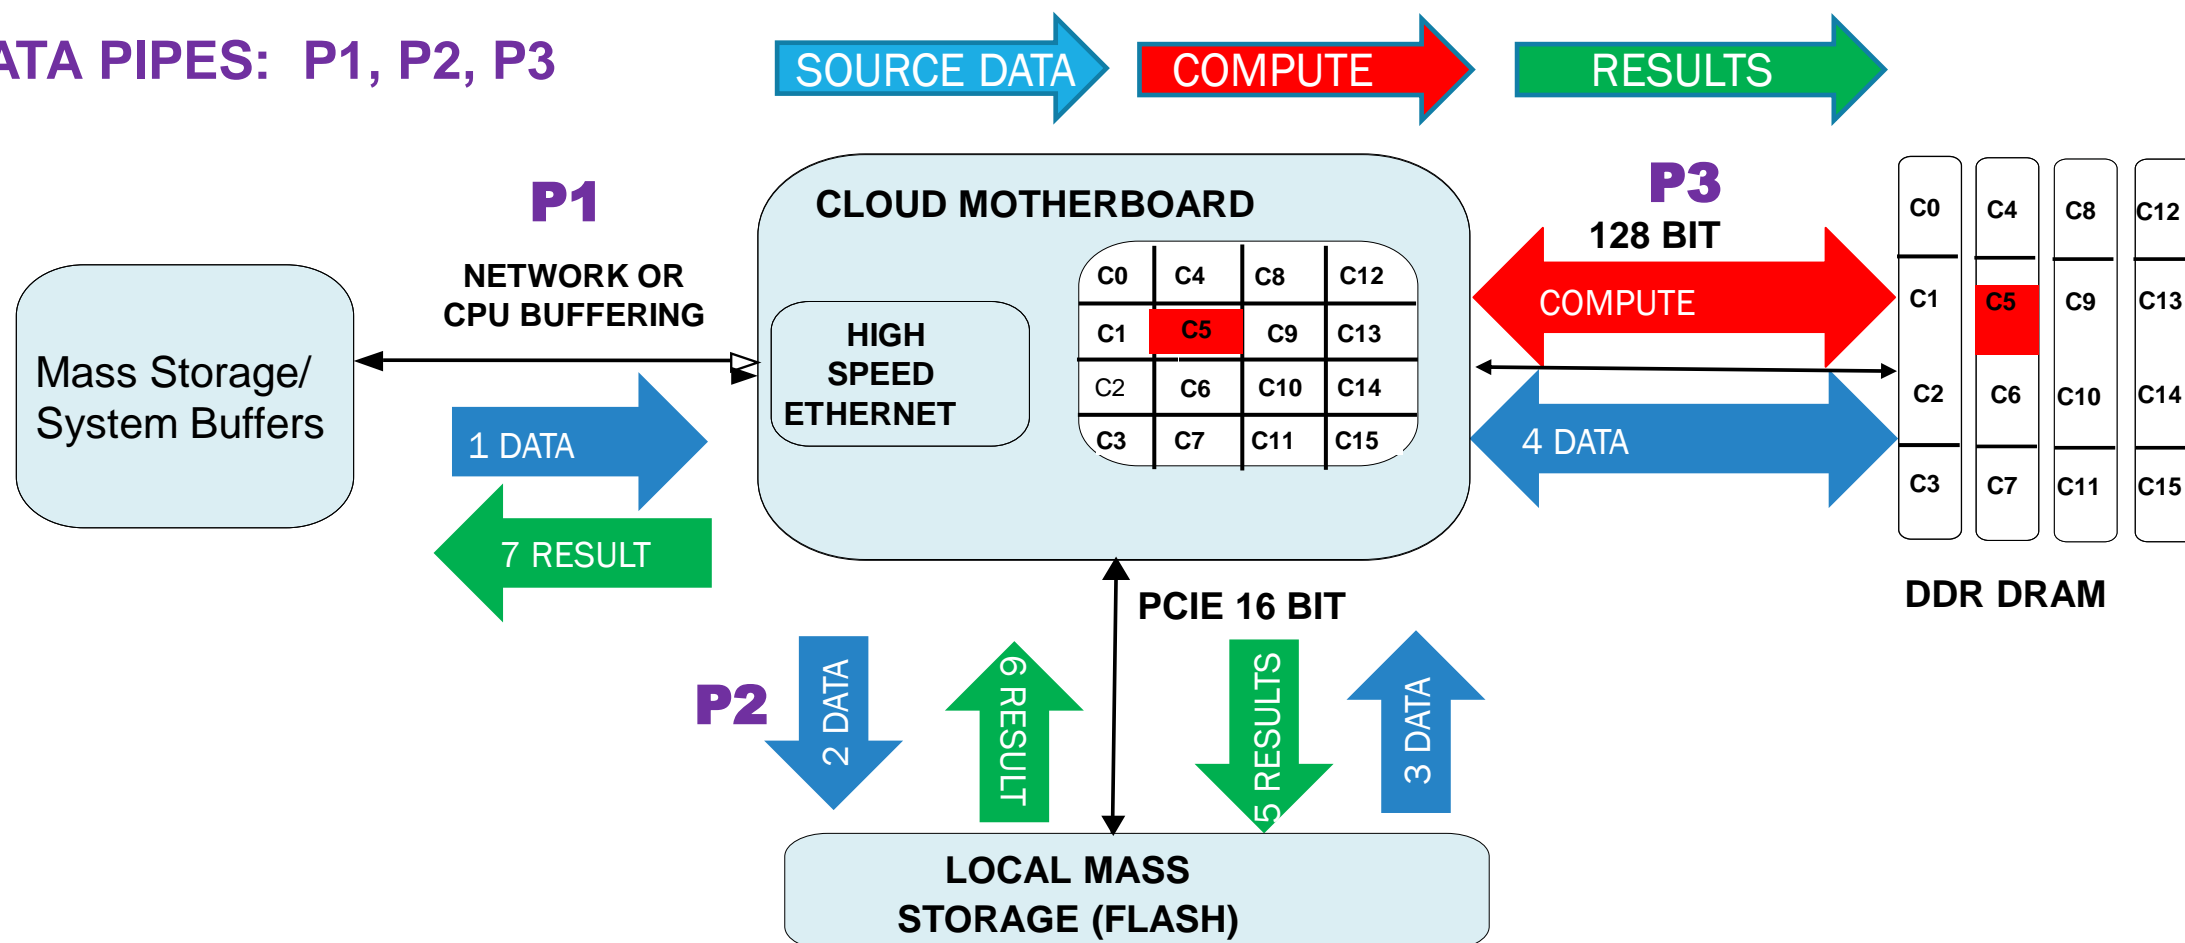 ATA PIPES: P1, P2, P3
SOURCE DATA
COMPUTE
RESULTS
P1
NETWORK OR
CPU BUFFERING
Mass Storage/
System Buffers
1 DATA
7 RESULT
CLOUD MOTHERBOARD
HIGH
SPEED
ETHERNET
C0 C4 C8 C12
C1 C5 C9 C13
C2 C6 C10 C14
C3 C7 C11 C15
P3
128 BIT
COMPUTE
4 DATA
C0 C4 C8 C12
C1 C5 C9 C13
C2 C6 C10 C14
C3 C7 C11 C15
DDR DRAM
PCIE 16 BIT
P2
2 DATA
6 RESULT
5 RESULTS
3 DATA
LOCAL MASS
STORAGE (FLASH)